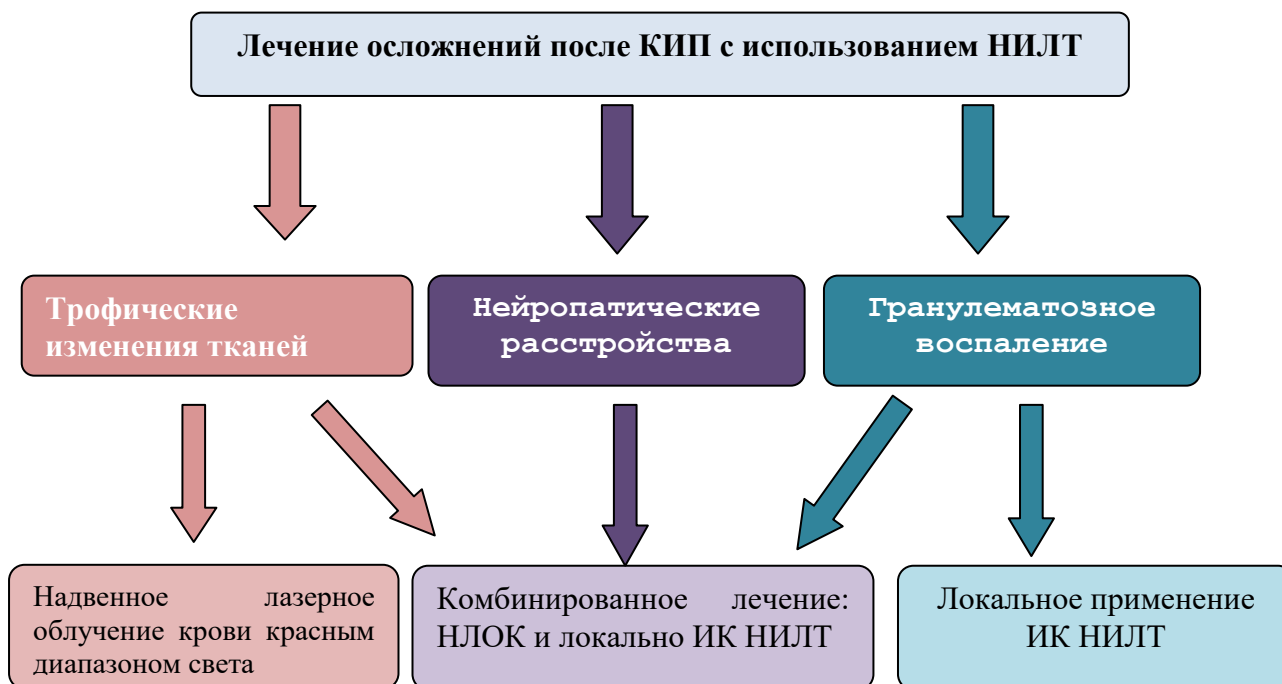 Лечение осложнений после КИП с использованием НИЛТ
Трофические
изменения тканей
Нейропатические
расстройства
Гранулематозное
воспаление
Надвенное лазерное
облучение крови красным
диапазоном света
Комбинированное лечение:
НЛОК и локально ИК НИЛТ
Локальное применение
ИК НИЛТ